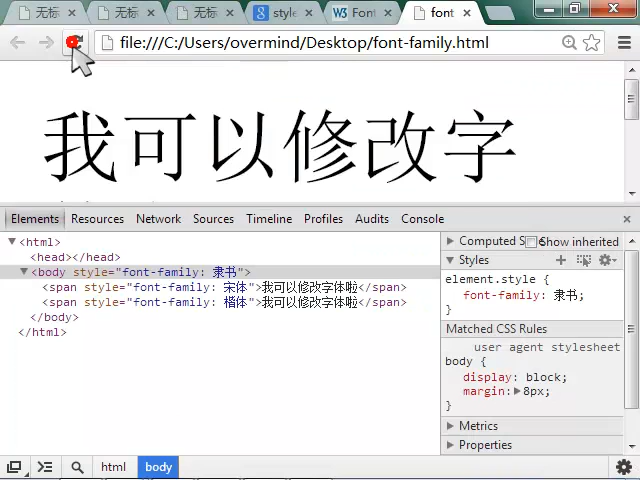 无标
无标
无标
style
Font
font
file:///C:/Users/overmind/Desktop/font-family.html
我可以修改字
Elements Resources Network Sources Timeline Profiles Audits Console
<html>
<head></head>
<body style="font-family: 隶书">
<span style="font-family: 宋体">我可以修改字体啦</span>
<span style="font-family: 楷体">我可以修改字体啦</span>
</body>
</html>
Computed Show inherited
Styles
element.style {
font-family: 隶书;
}
Matched CSS Rules
user agent stylesheet
body {
display: block;
margin: 8px;
}
Metrics
Properties
html body